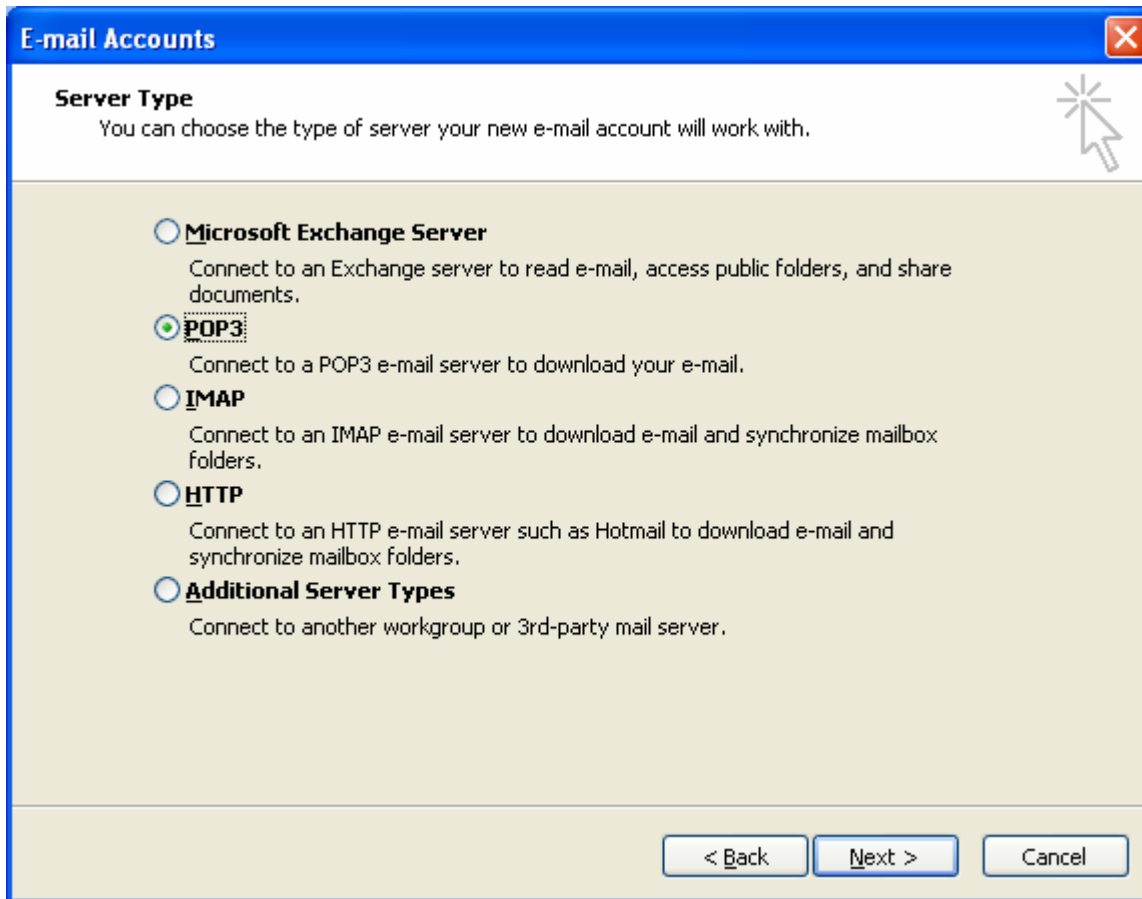 E-mail Accounts
Server Type
You can choose the type of server your new e-mail account will work with.
Microsoft Exchange Server
Connect to an Exchange server to read e-mail, access public folders, and share
documents.
POP3
Connect to a POP3 e-mail server to download your e-mail.
IMAP
Connect to an IMAP e-mail server to download e-mail and synchronize mailbox
folders.
HTTP
Connect to an HTTP e-mail server such as Hotmail to download e-mail and
synchronize mailbox folders.
Additional Server Types
Connect to another workgroup or 3rd-party mail server.
< Back Next > Cancel